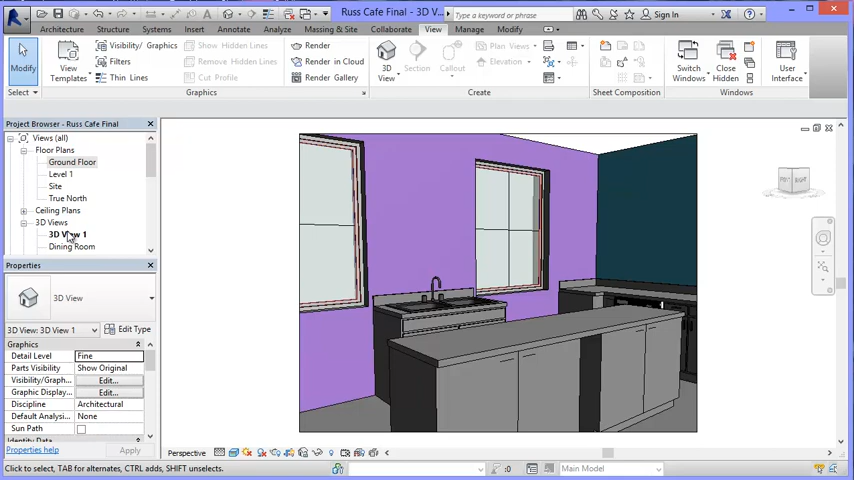 Russ Cafe Final - 3D V...
Type a keyword or phrase
Sign In
Architecture Structure Systems Insert Annotate Analyze Massing & Site Collaborate View Manage Modify
Modify
View Templates
Visibility/ Graphics
Filters
Thin Lines
Show Hidden Lines
Remove Hidden Lines
Cut Profile
Render
Render in Cloud
Render Gallery
3D View
Section
Callout
Plan Views
Elevation
Switch Windows
Close Hidden
User Interface
Select Graphics Create Sheet Composition Windows
Project Browser - Russ Cafe Final
Views (all)
Floor Plans
Ground Floor
Level 1
Site
True North
Ceiling Plans
3D Views
3D View 1
Dining Room
Properties
3D View
3D View: 3D View 1 Edit Type
Graphics
Detail Level Fine
Parts Visibility Show Original
Visibility/Graph... Edit...
Graphic Display... Edit...
Discipline Architectural
Default Analysi... None
Sun Path
Identity Data
Properties help Apply
BACK RIGHT
Perspective
Click to select, TAB for alternates, CTRL adds, SHIFT unselects.
:0 Main Model